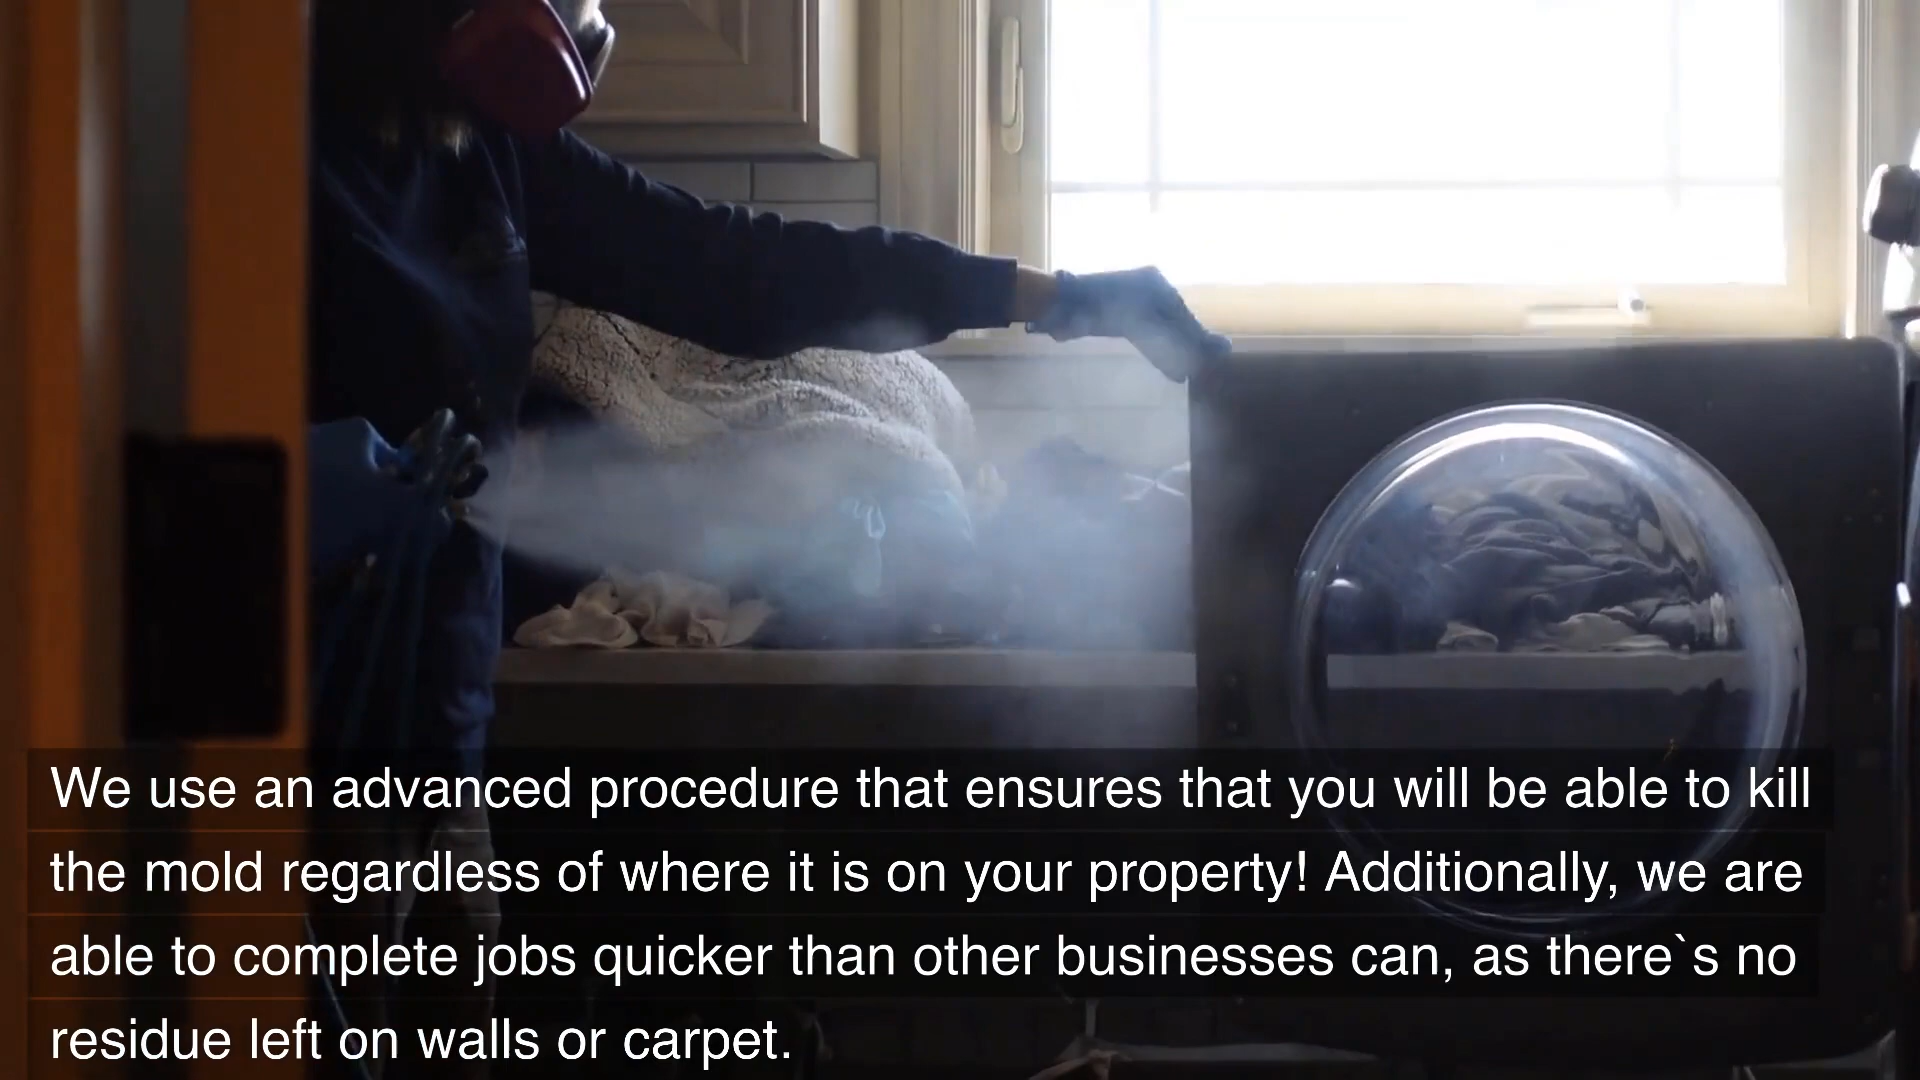 We use an advanced procedure that ensures that you will be able to kill
the mold regardless of where it is on your property! Additionally, we are
able to complete jobs quicker than other businesses can, as there`s no
residue left on walls or carpet.